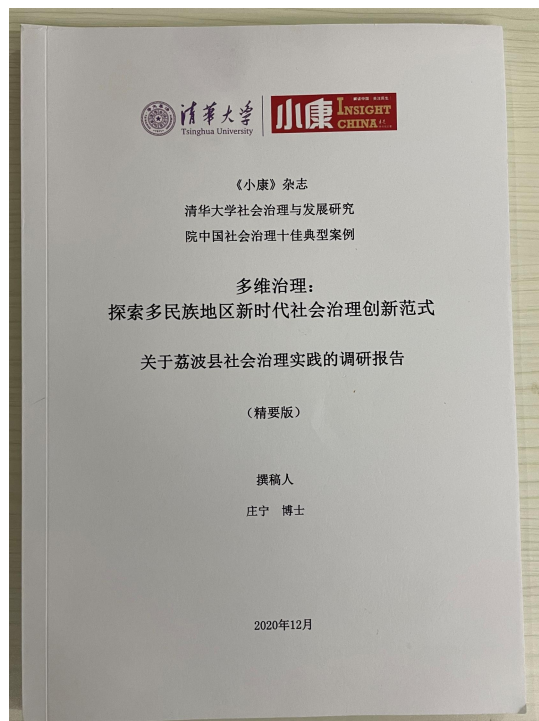 清华大学
Tsinghua University
小康
INSIGHT
CHINA
《小康》杂志
清华大学社会治理与发展研究
院中国社会治理十佳典型案例
多维治理：
探索多民族地区新时代社会治理创新范式
关于荔波县社会治理实践的调研报告
（精要版）
撰稿人
庄宁 博士
2020年12月